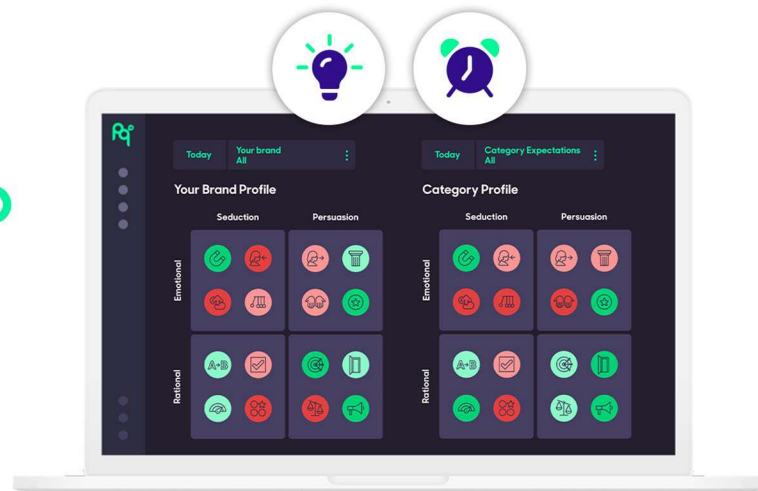 Today
Your brand
All
Today
Category Expectations
All
Your Brand Profile
Category Profile
Seduction
Persuasion
Seduction
Persuasion
Emotional
Emotional
A+B
A+B
Rational
Rational